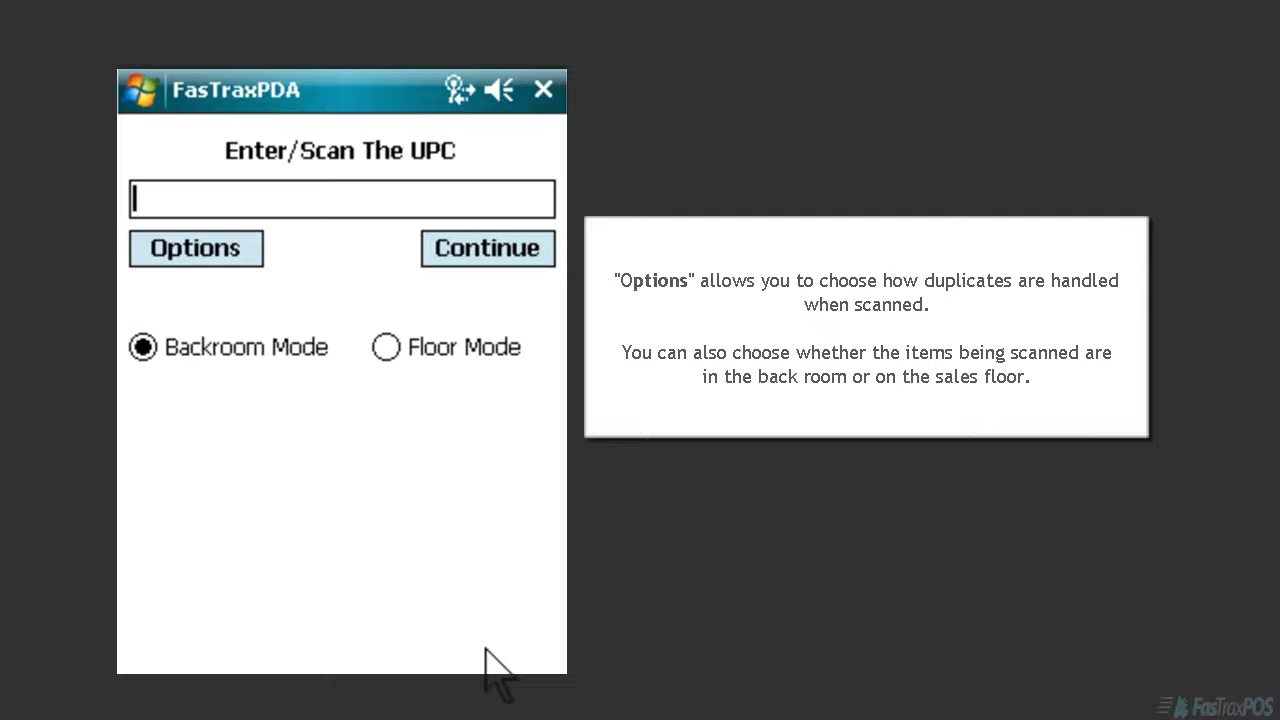 FasTraxPDA
Enter/Scan The UPC
Options
Continue
Backroom Mode
Floor Mode
"Options" allows you to choose how duplicates are handled
when scanned.
You can also choose whether the items being scanned are
in the back room or on the sales floor.
FasTraxPOS